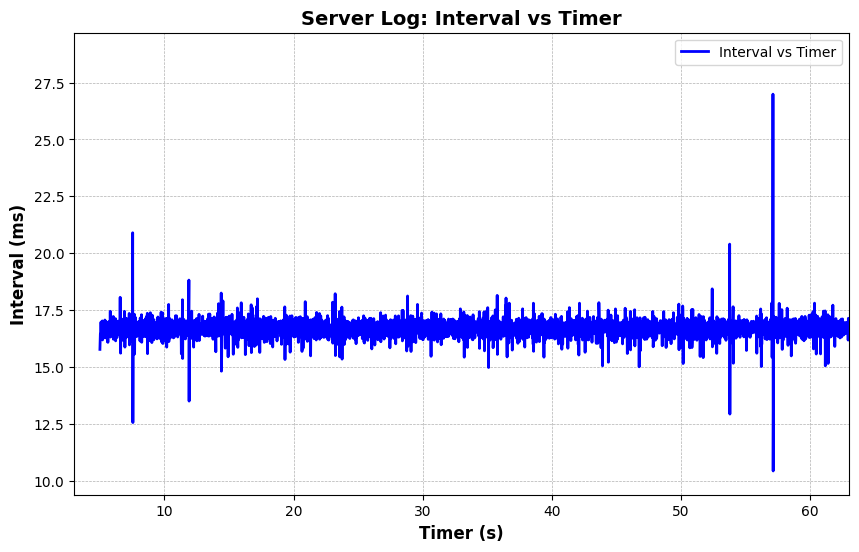 Server Log: Interval vs Timer
Interval vs Timer
27.5
25.0
22.5
20.0
17.5
15.0
12.5
10.0
Interval (ms)
10 20 30 40 50 60
Timer (s)